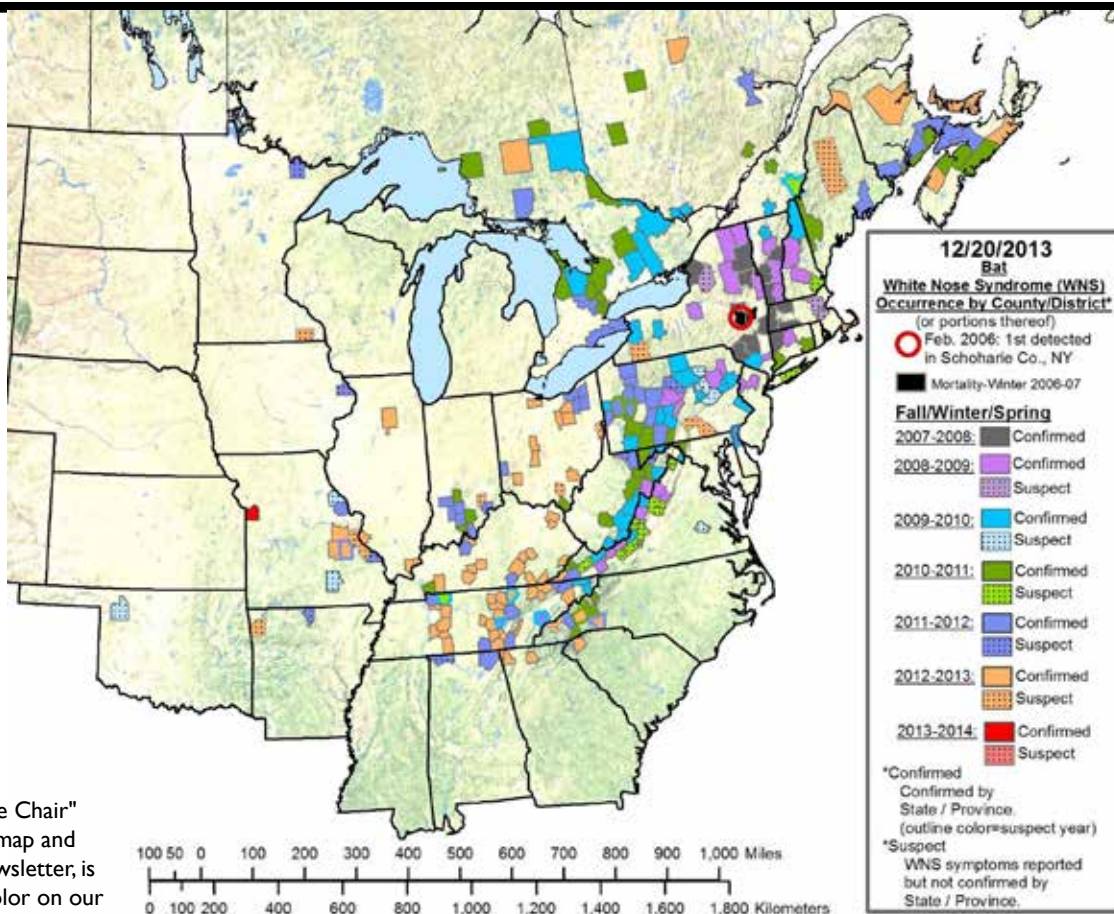 12/20/2013
Bat
White Nose Syndrome (WNS)
Occurrence by County/District*
(or portions thereof)
Feb. 2006: 1st detected
in Schoharie Co., NY
Mortality-Winter 2006-07
Fall/Winter/Spring
2007-2008: Confirmed
2008-2009: Confirmed
Suspect
2009-2010: Confirmed
Suspect
2010-2011: Confirmed
Suspect
2011-2012: Confirmed
Suspect
2012-2013: Confirmed
Suspect
2013-2014: Confirmed
Suspect
*Confirmed
Confirmed by
State / Province.
(outline color=suspect year)
*Suspect
WNS symptoms reported
but not confirmed by
State / Province.
e Chair"
map and
wsletter, is
olor on our
100 50 0 100 200 300 400 500 600 700 800 900 1,000 Miles
0 100 200 400 600 800 1,000 1,200 1,400 1,600 1,800 Kilometers